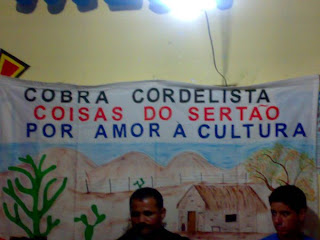 COBRA CORDELISTA
COISAS DO SERTÃO
POR AMOR A CULTURA